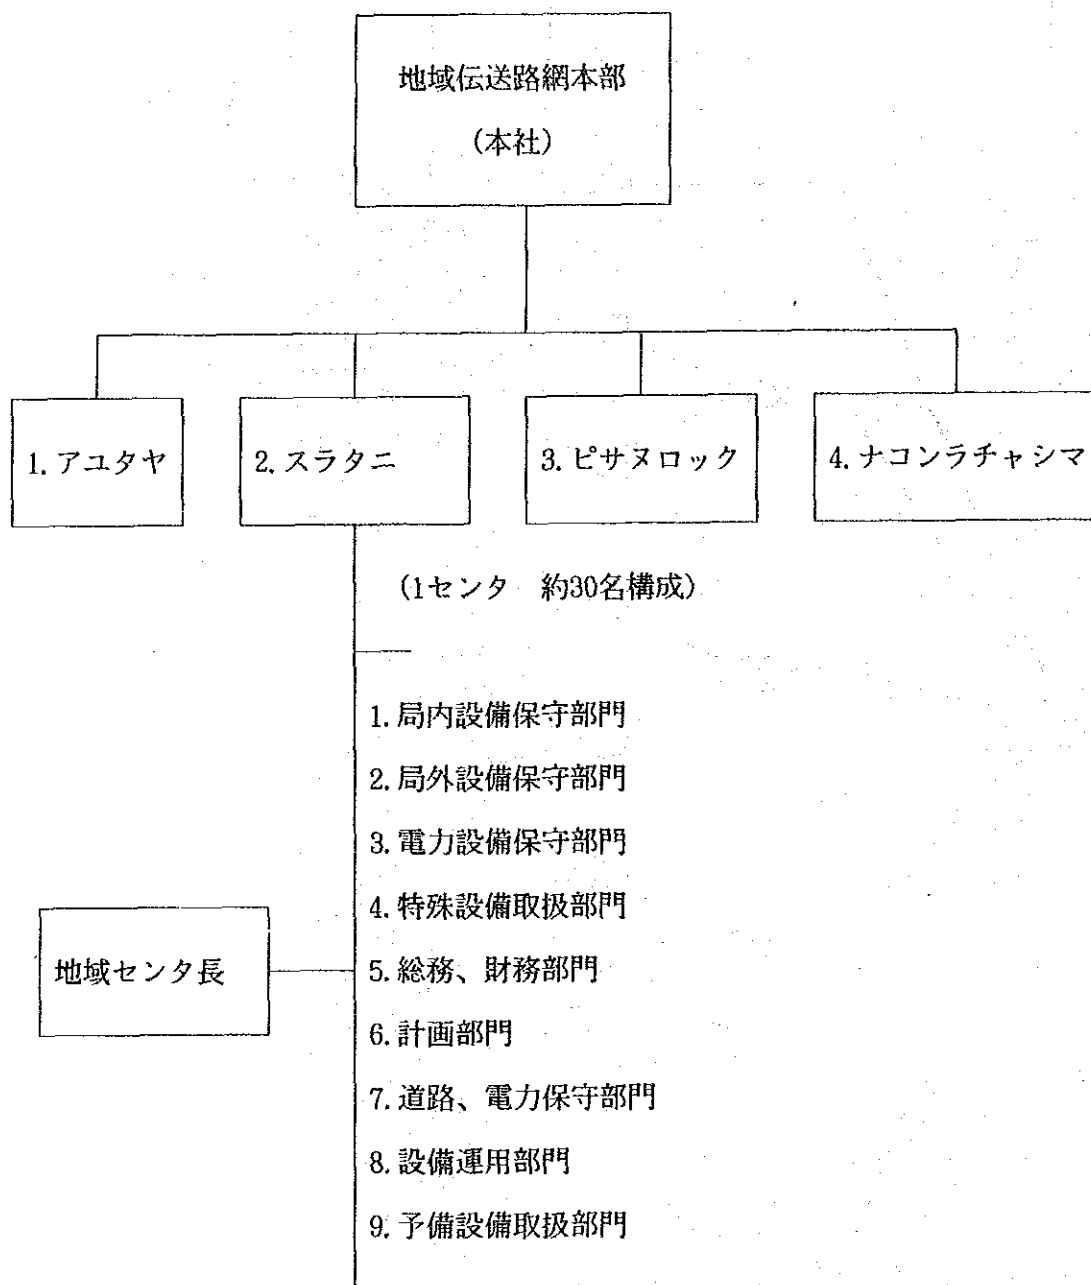 地域伝送路網本部
(本社)
1.アユタヤ
2.スラタニ
3.ピサヌロック
4.ナコンラチャシマ
(1センタ 約30名構成)
1.局内設備保守部門
2.局外設備保守部門
3.電力設備保守部門
4.特殊設備取扱部門
地域センタ長
5.総務、財務部門
6.計画部門
7.道路、電力保守部門
8.設備運用部門
9.予備設備取扱部門